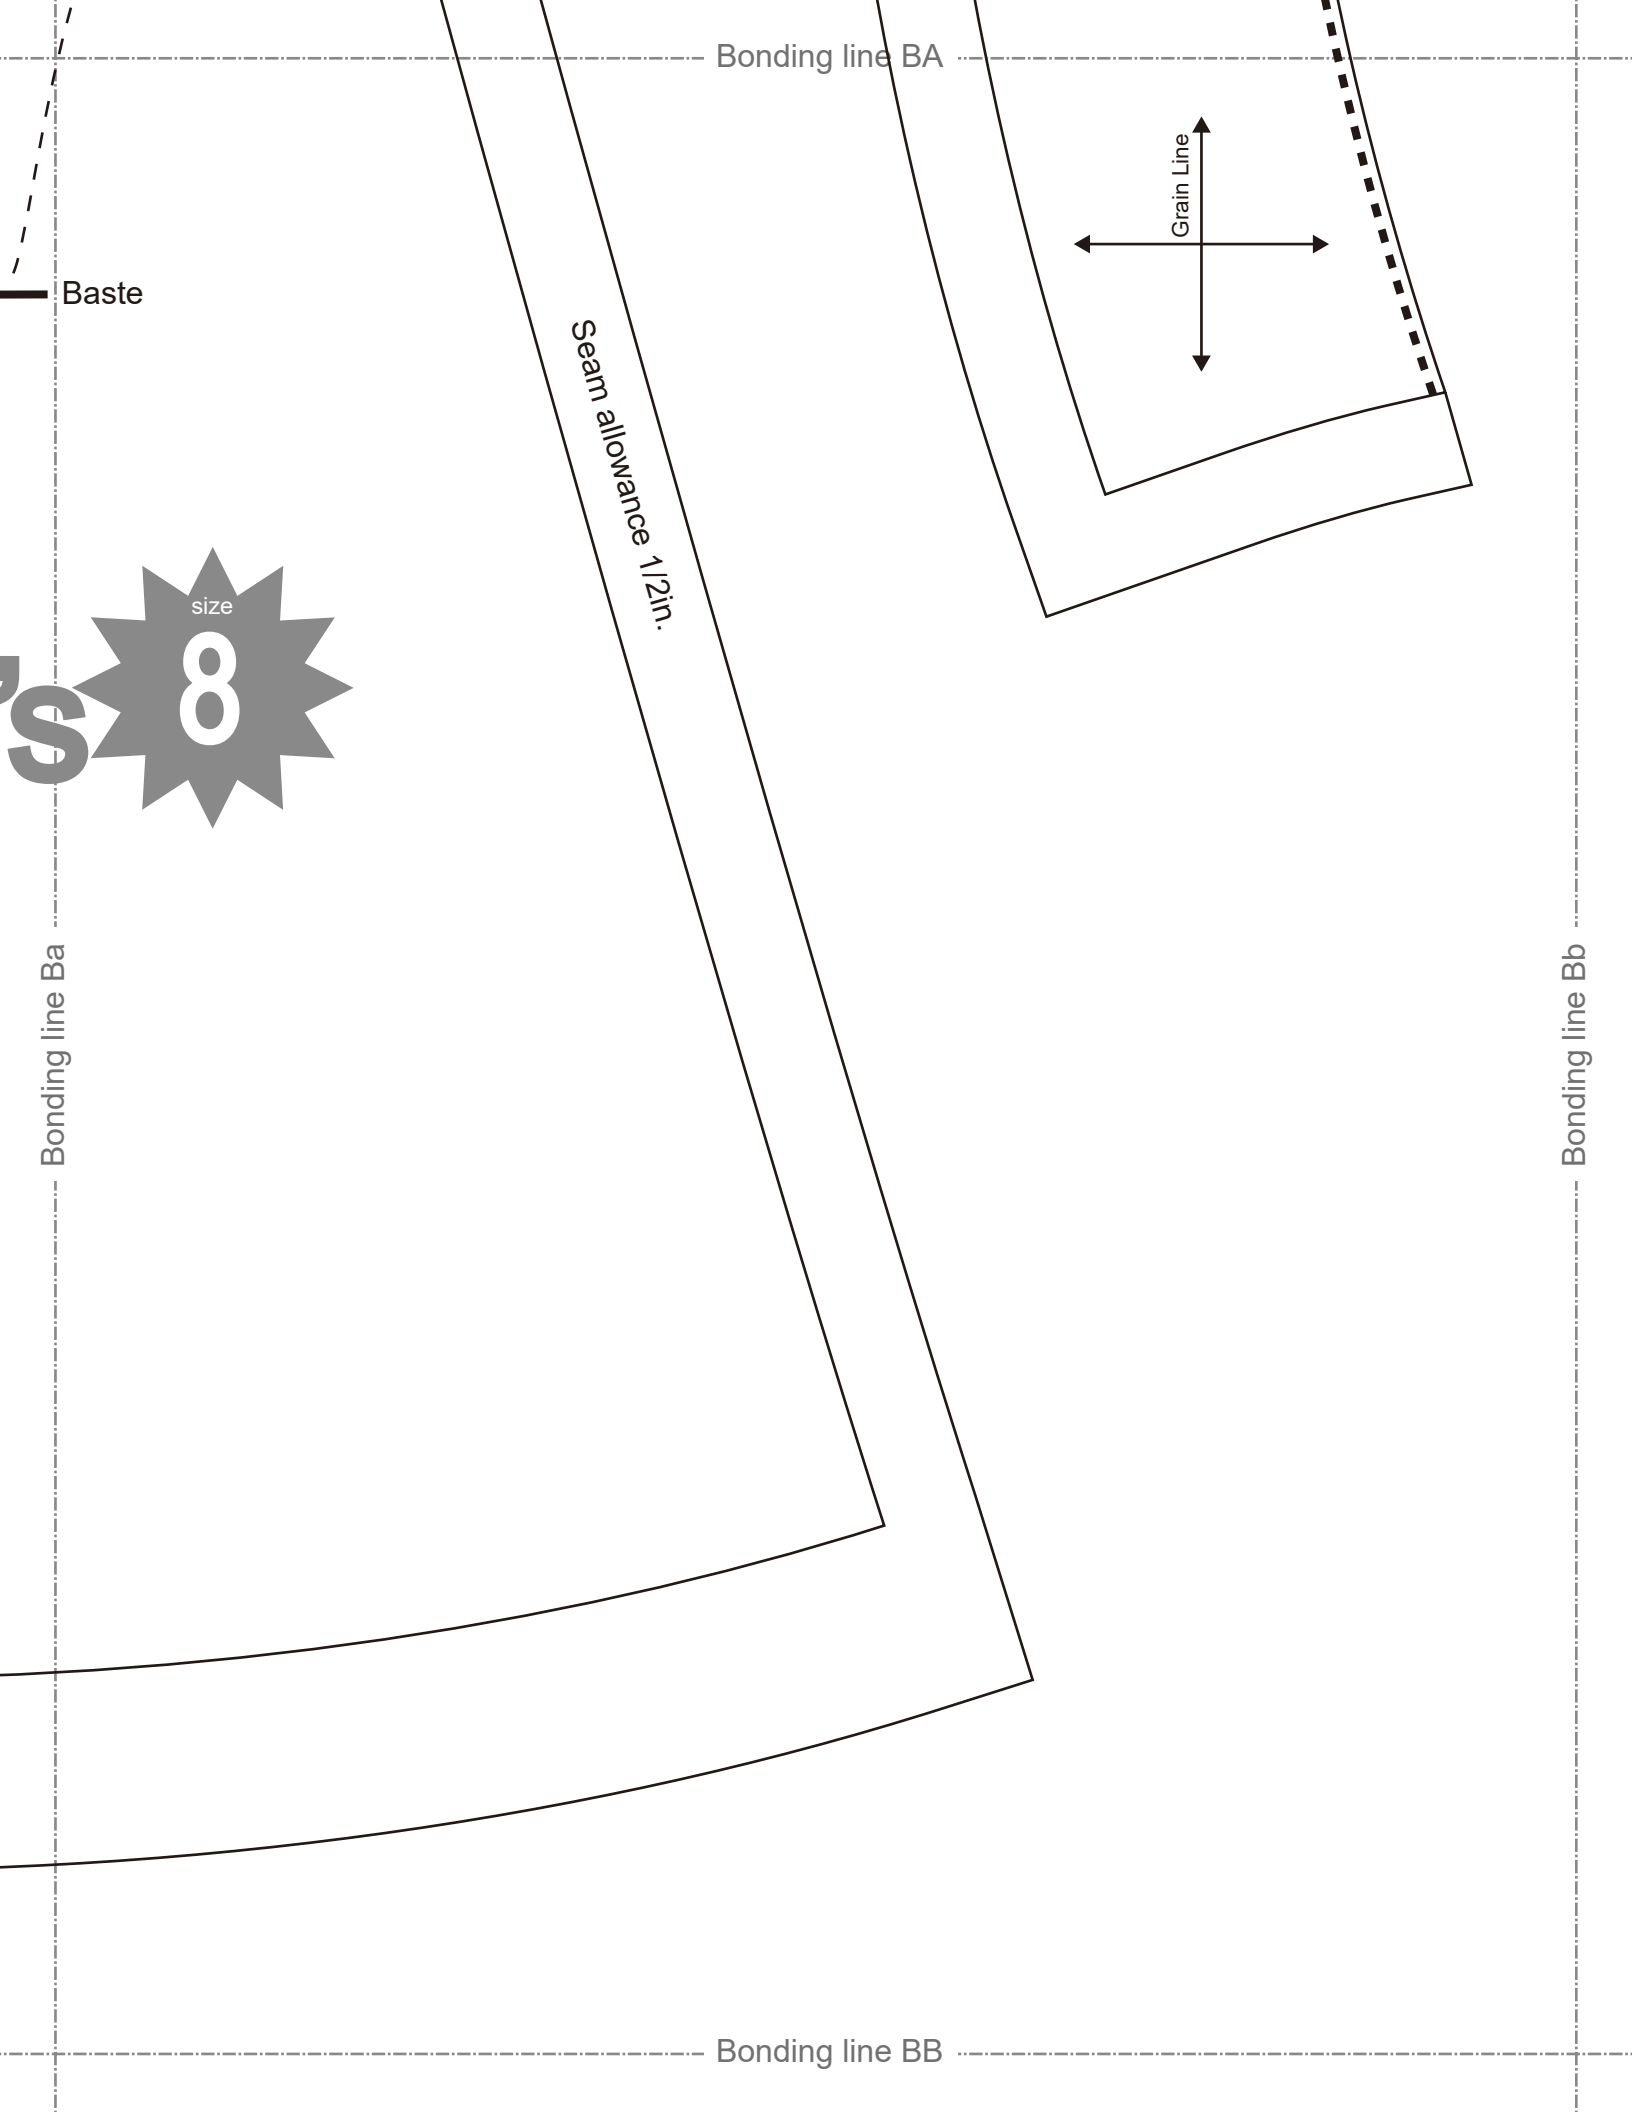 Bonding line BA
Grain Line
Baste
Seam allowance 1/2in.
size
8
's
Bonding line Ba
Bonding line Bb
Bonding line BB